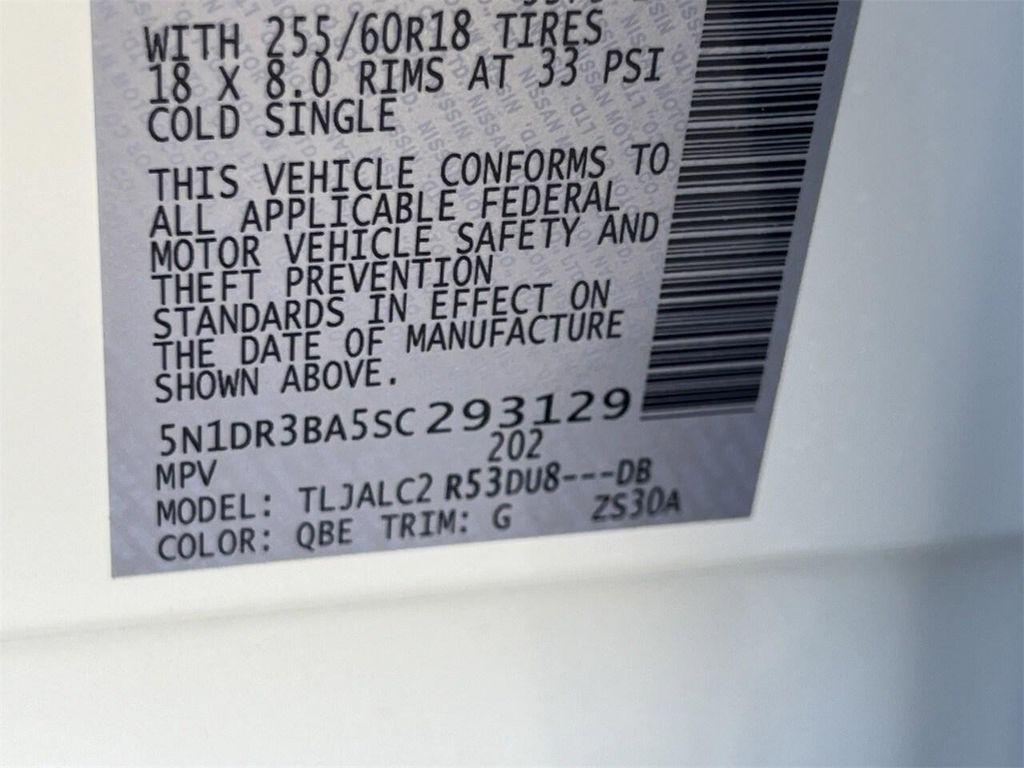 WITH 255/60R18 TIRES
18 X 8.0 RIMS AT 33 PSI
COLD SINGLE
THIS VEHICLE CONFORMS TO
ALL APPLICABLE FEDERAL
MOTOR VEHICLE SAFETY AND
THEFT PREVENTION
STANDARDS IN EFFECT ON
THE DATE OF MANUFACTURE
SHOWN ABOVE.
5N1DR3BA5SC293129
MPV 202
MODEL: TLJALC2 R53DU8---DB
COLOR: QBE TRIM: G ZS30A